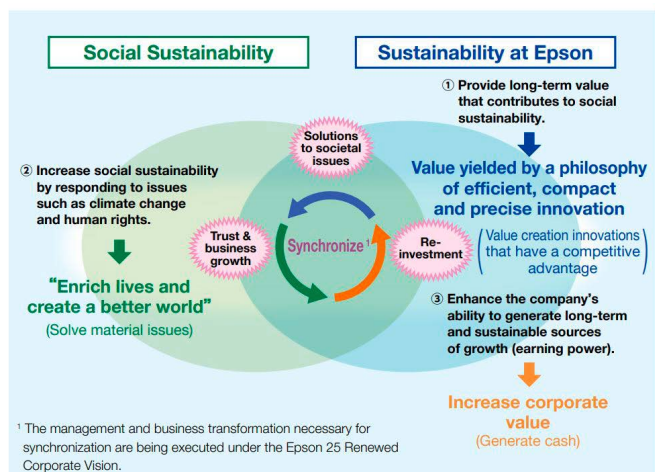 Social Sustainability
Sustainability at Epson
① Provide long-term value
that contributes to social
sustainability.
Value yielded by a philosophy
of efficient, compact
and precise innovation
(Value creation innovations
that have a competitive
advantage)
② Increase social sustainability
by responding to issues
such as climate change
and human rights.
“Enrich lives and
create a better world”
(Solve material issues)
Solutions
to societal
issues
Trust &
business
growth
Synchronize¹
Re-
investment
③ Enhance the company’s
ability to generate long-term
and sustainable sources
of growth (earning power).
Increase corporate
value
(Generate cash)
¹ The management and business transformation necessary for
synchronization are being executed under the Epson 25 Renewed
Corporate Vision.